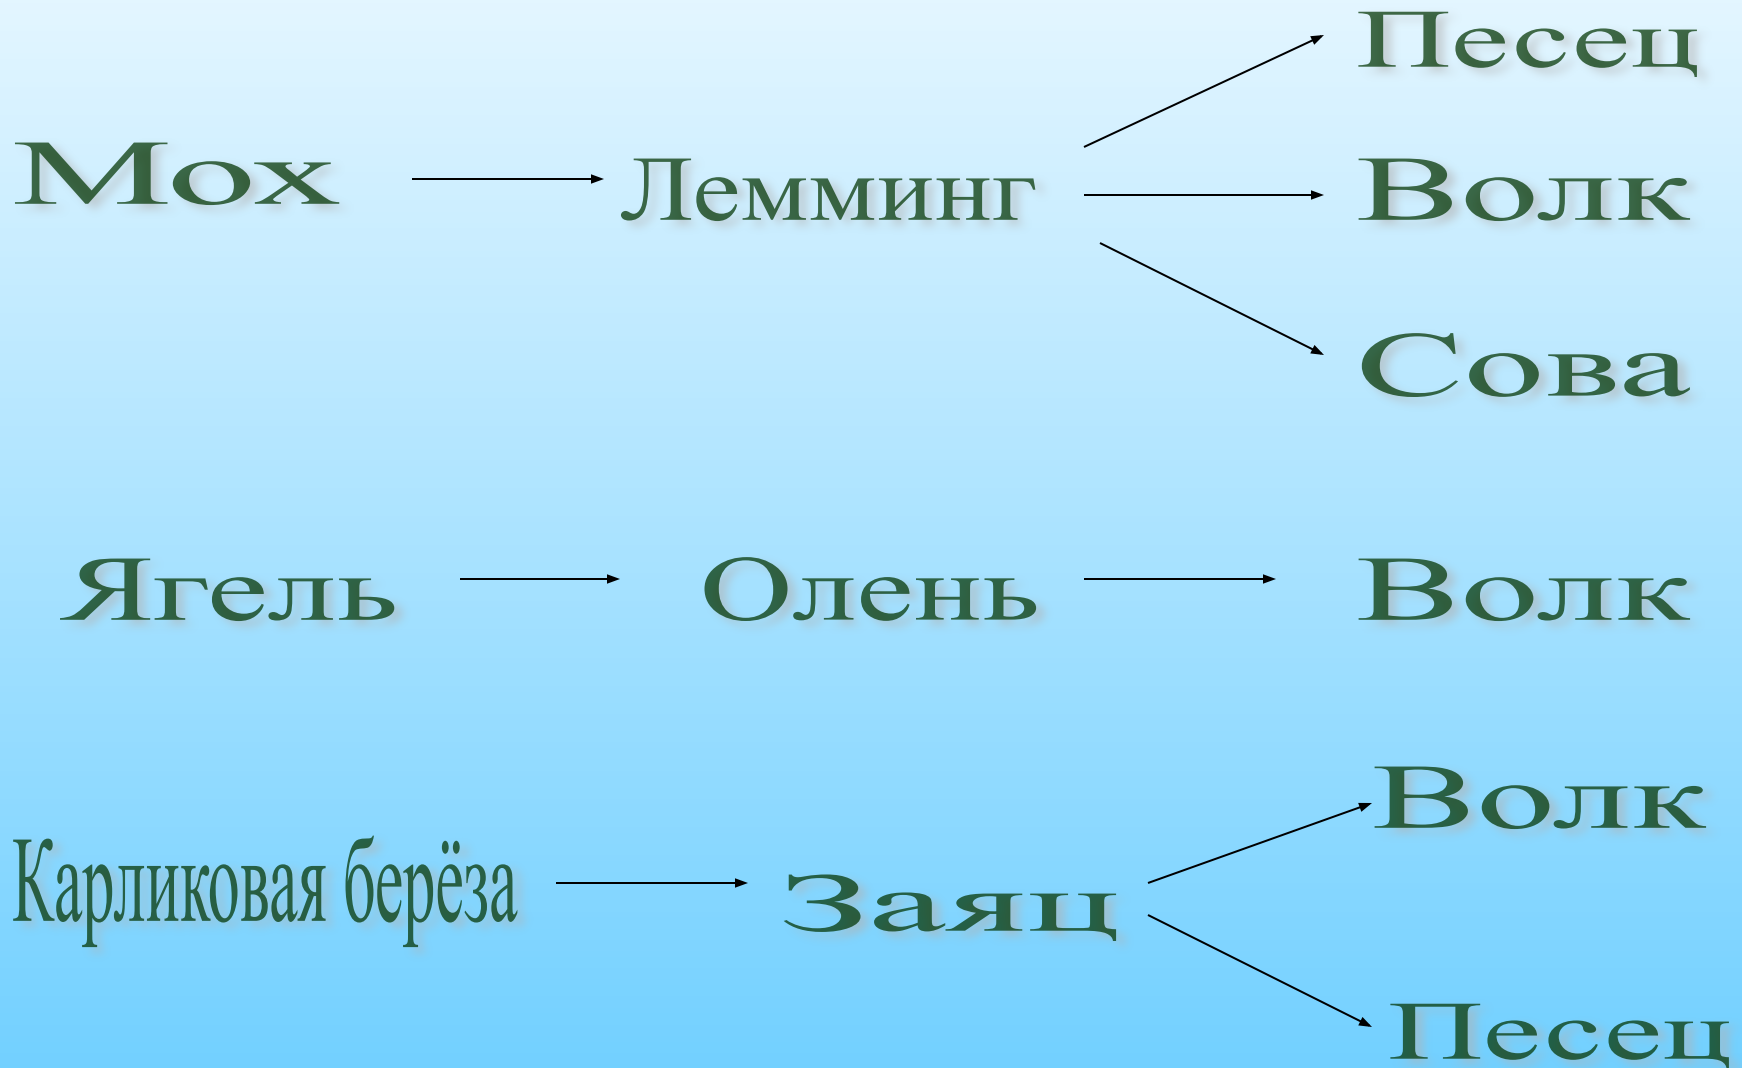 Песец
Мох Лемминг Волк
Сова
Ягель Олень Волк
Волк
Карликовая берёза Заяц
Песец